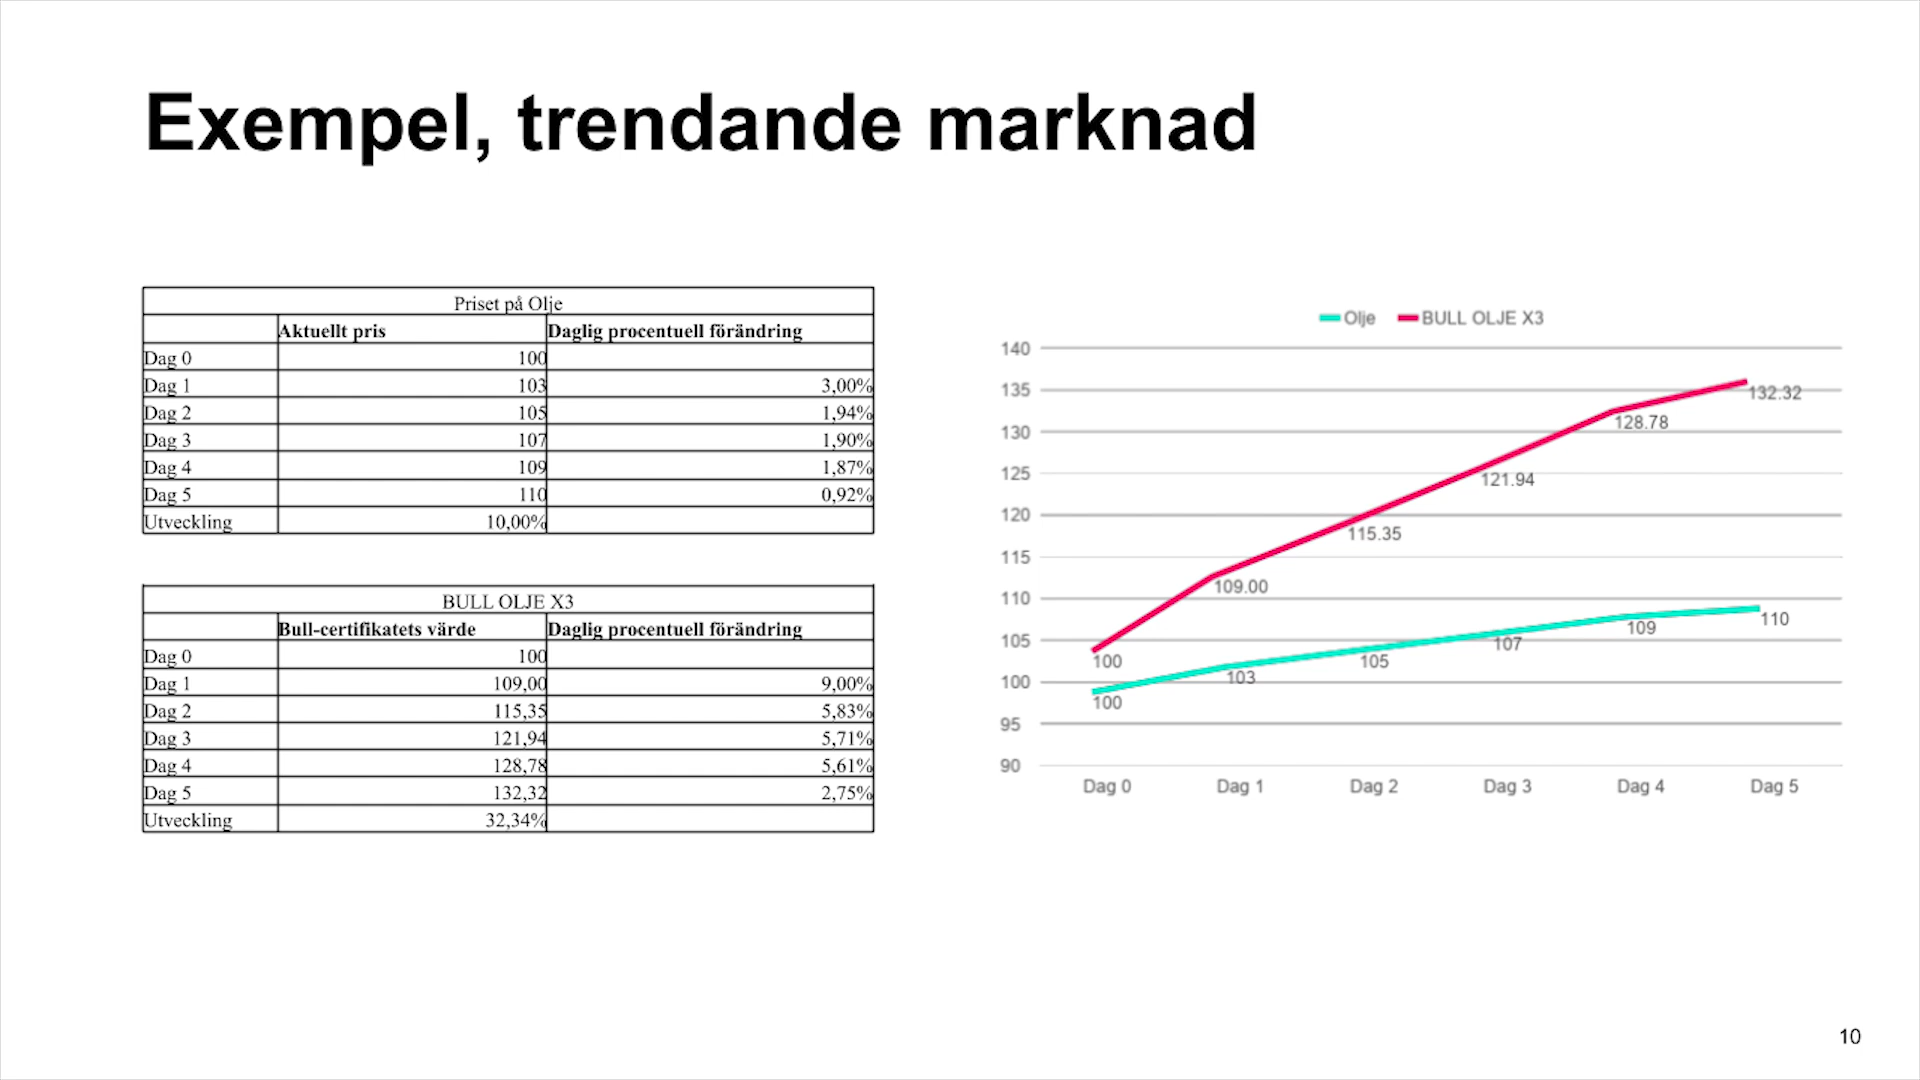 Exempel, trendande marknad
Priset på Olje
Aktuellt pris Daglig procentuell förändring
Dag 0 100
Dag 1 103 3,00%
Dag 2 105 1,94%
Dag 3 107 1,90%
Dag 4 109 1,87%
Dag 5 110 0,92%
Utveckling 10,00%
BULL OLJE X3
Bull-certifikatets värde Daglig procentuell förändring
Dag 0 100
Dag 1 109,00 9,00%
Dag 2 115,35 5,83%
Dag 3 121,94 5,71%
Dag 4 128,78 5,61%
Dag 5 132,32 2,75%
Utveckling 32,34%
Olje BULL OLJE X3
140
135
130
125
120
115
110
105
100
95
90
100
109.00
115.35
121.94
128.78
132.32
100
103
105
107
109
110
Dag 0 Dag 1 Dag 2 Dag 3 Dag 4 Dag 5
10